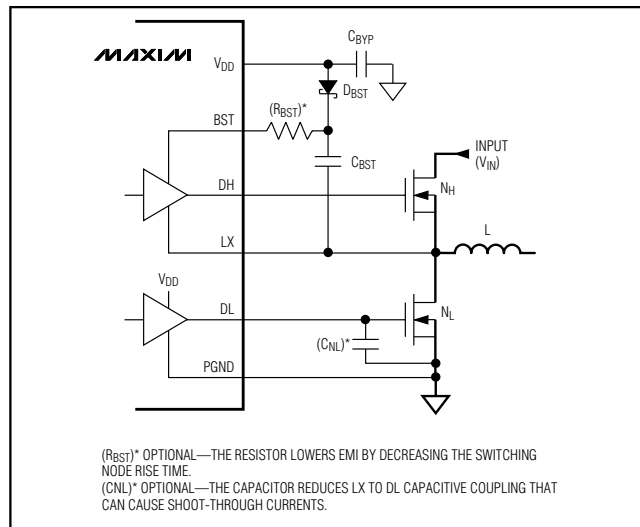 MAXIM
VDD
CBYP
DBST
(RBST)*
BST
CBST
INPUT
(VIN)
DH
NH
LX
L
VDD
DL
NL
(CNL)*
PGND
(RBST)* OPTIONAL—THE RESISTOR LOWERS EMI BY DECREASING THE SWITCHING
NODE RISE TIME.
(CNL)* OPTIONAL—THE CAPACITOR REDUCES LX TO DL CAPACITIVE COUPLING THAT
CAN CAUSE SHOOT-THROUGH CURRENTS.